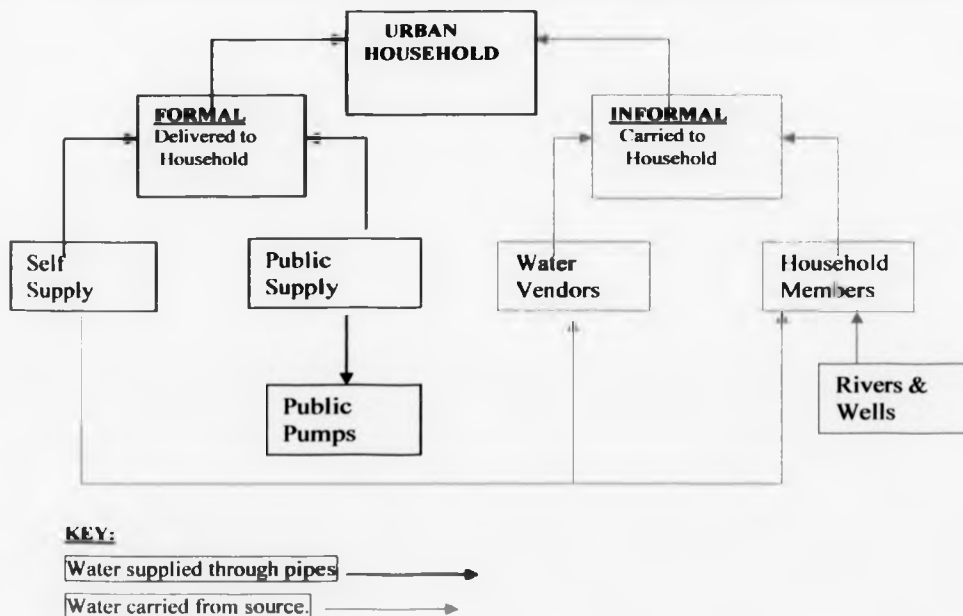 URBAN
HOUSEHOLD
FORMAL
Delivered to
Household
INFORMAL
Carried to
Household
Self
Supply
Public
Supply
Water
Vendors
Household
Members
Public
Pumps
Rivers &
Wells
KEY:
Water supplied through pipes
Water carried from source.